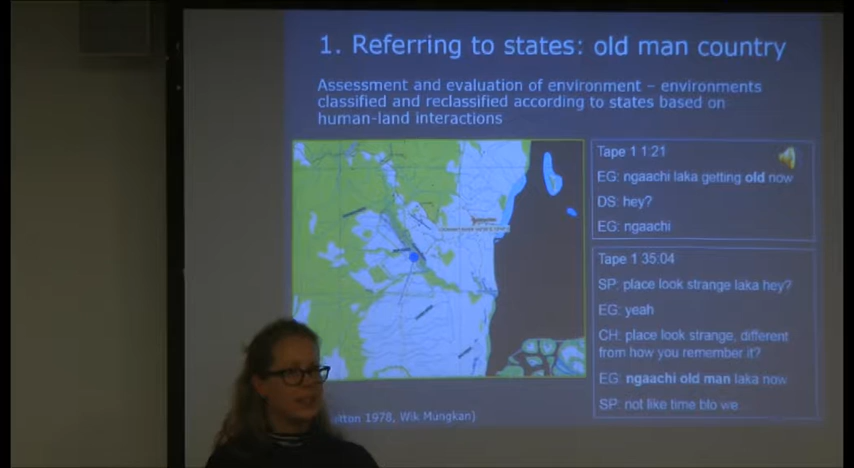 1. Referring to states: old man country
Assessment and evaluation of environment – environments
classified and reclassified according to states based on
human-land interactions
Tape 1 1:21
EG: ngaachi laka getting old now
DS: hey?
EG: ngaachi
Tape 1 35:04
SP: place look strange laka hey?
EG: yeah
CH: place look strange, different
from how you remember it?
EG: ngaachi old man laka now
SP: not like time blo we
1978, Wik Mungkan)